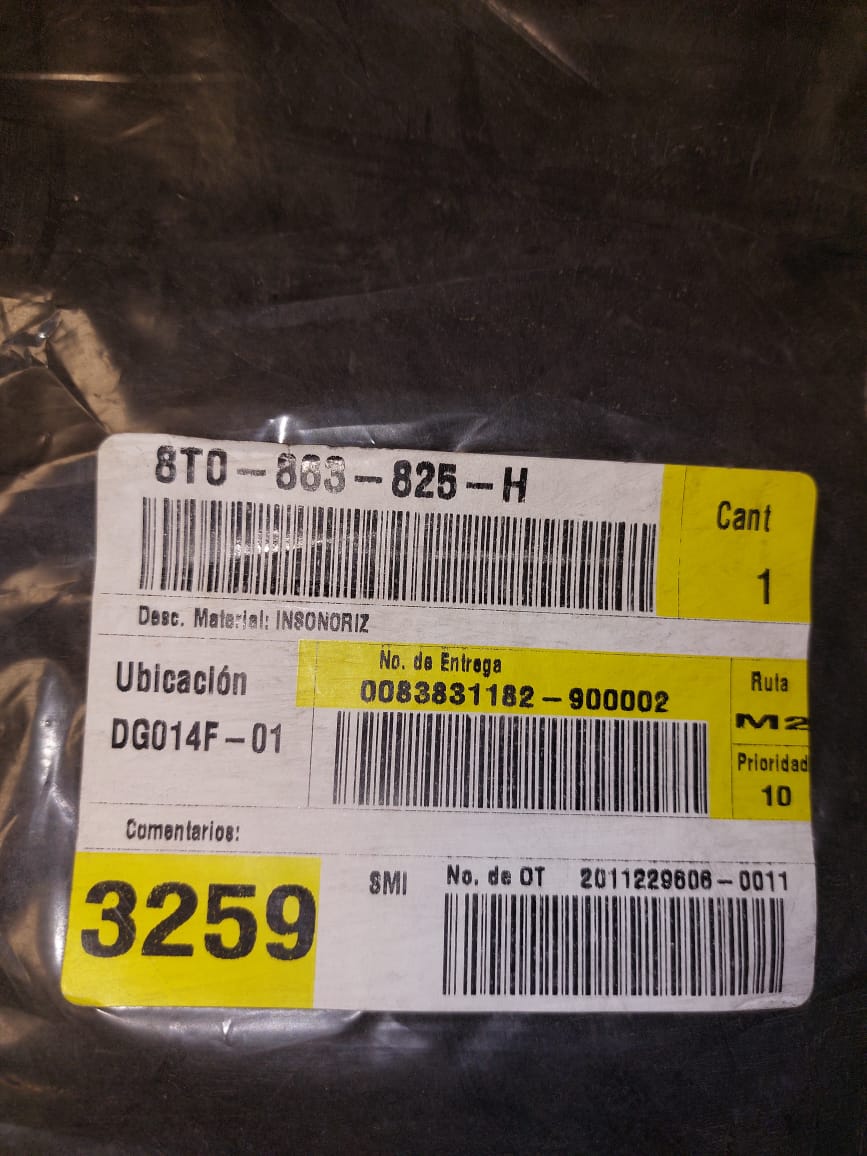 8T0-863-825-H
Cant
1
Desc. Material: INSONORIZ
Ubicación
DG014F-01
No. de Entrega
0083831182-900002
Ruta
M2
Prioridad
10
Comentarios:
3259
SMI
No. de OT 2011229606-0011